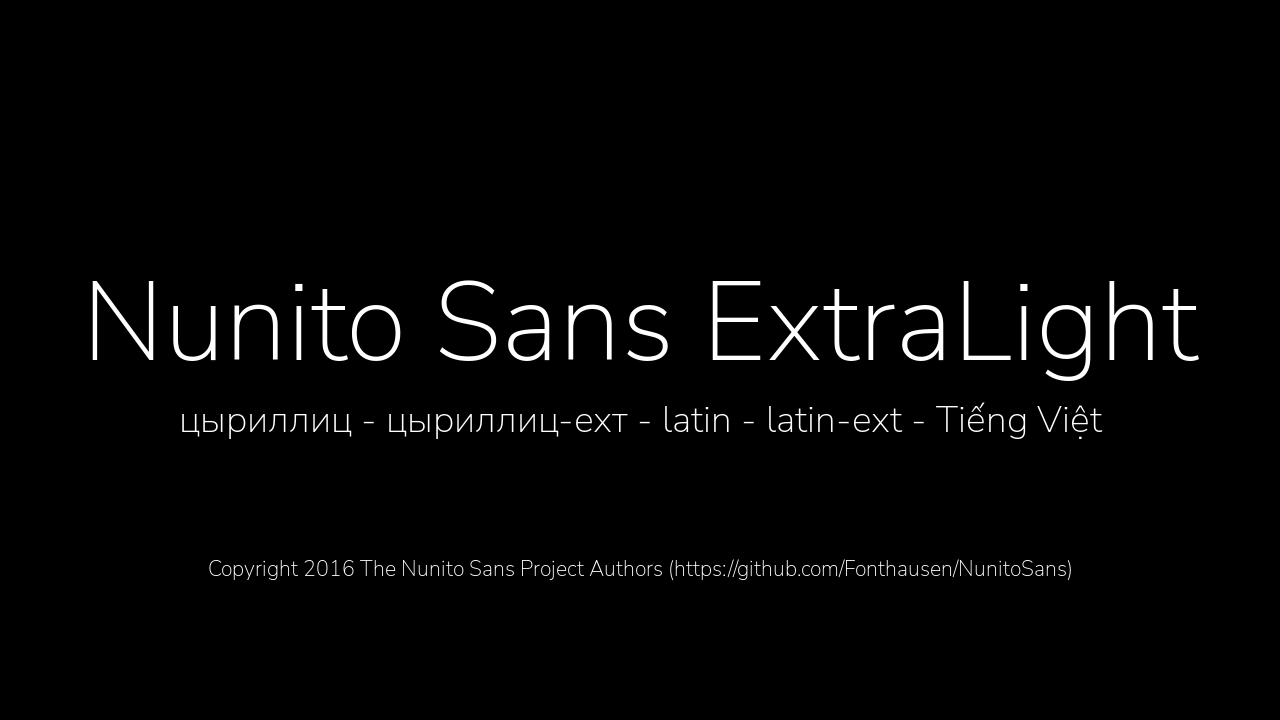 Nunito Sans ExtraLight
цыриллиц - цыриллиц-ехт - latin - latin-ext - Tiếng Việt
Copyright 2016 The Nunito Sans Project Authors (https://github.com/Fonthausen/NunitoSans)